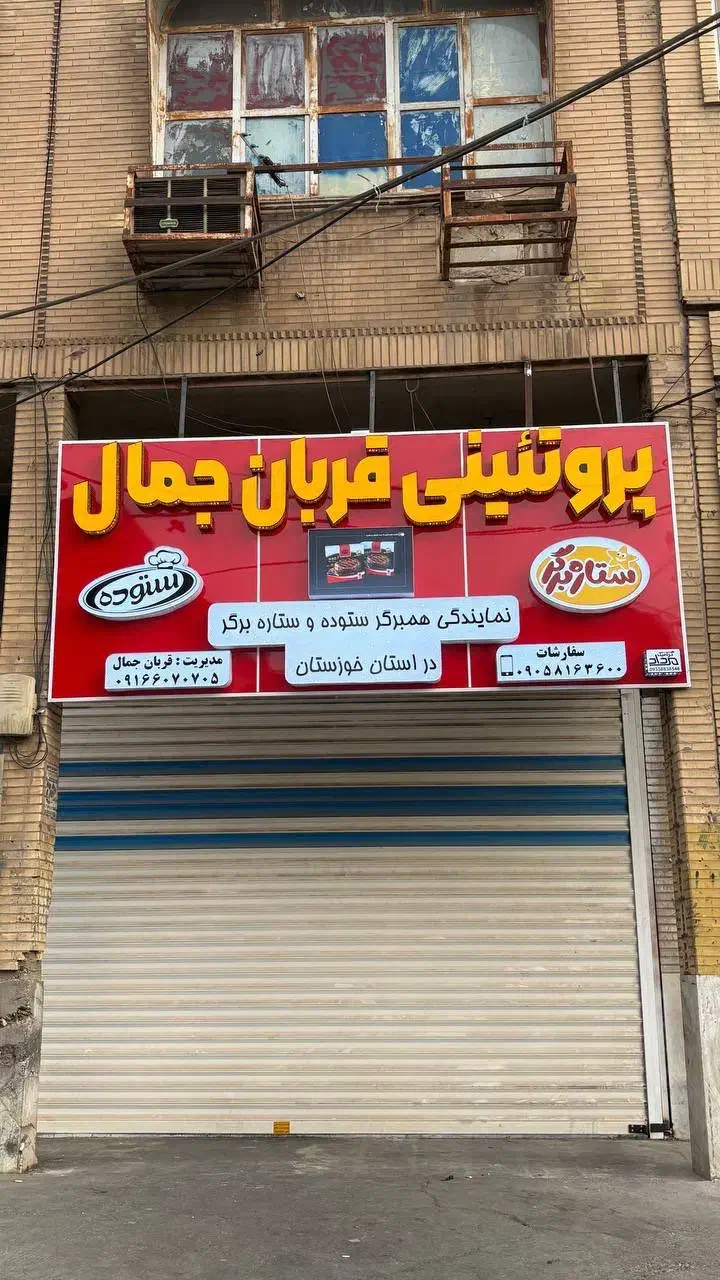 پروتئینی قربان جمال
ستاره برگر
ستوده
نمایندگی همبرگر ستوده و ستاره برگر
در استان خوزستان
سفارشات
۰۹۰۵۸۱۶۳۶۰۰
مدیریت : قربان جمال
۰۹۱۶۶۰۷۰۷۰۵